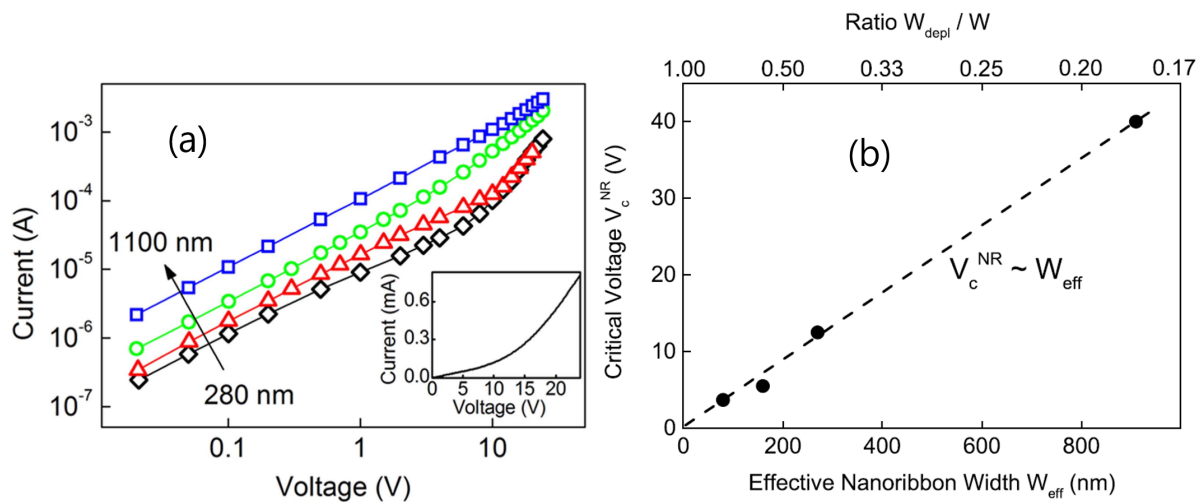 (a)
Current (A)
10^-3
10^-4
10^-5
10^-6
10^-7
1100 nm
280 nm
0.1
1
10
Voltage (V)
Current (mA)
0.6
0.3
0.0
0 5 10 15 20
Voltage (V)
Ratio W_depl / W
1.00 0.50 0.33 0.25 0.20 0.17
(b)
Critical Voltage V_c^NR (V)
40
30
20
10
0
V_c^NR ~ W_eff
0 200 400 600 800
Effective Nanoribbon Width W_eff (nm)